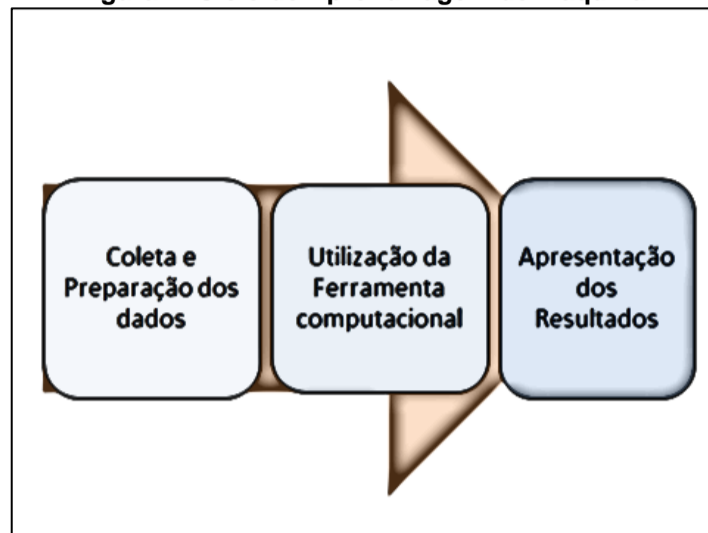 Coleta e
Preparação dos
dados
Utilização da
Ferramenta
computacional
Apresentação
dos
Resultados